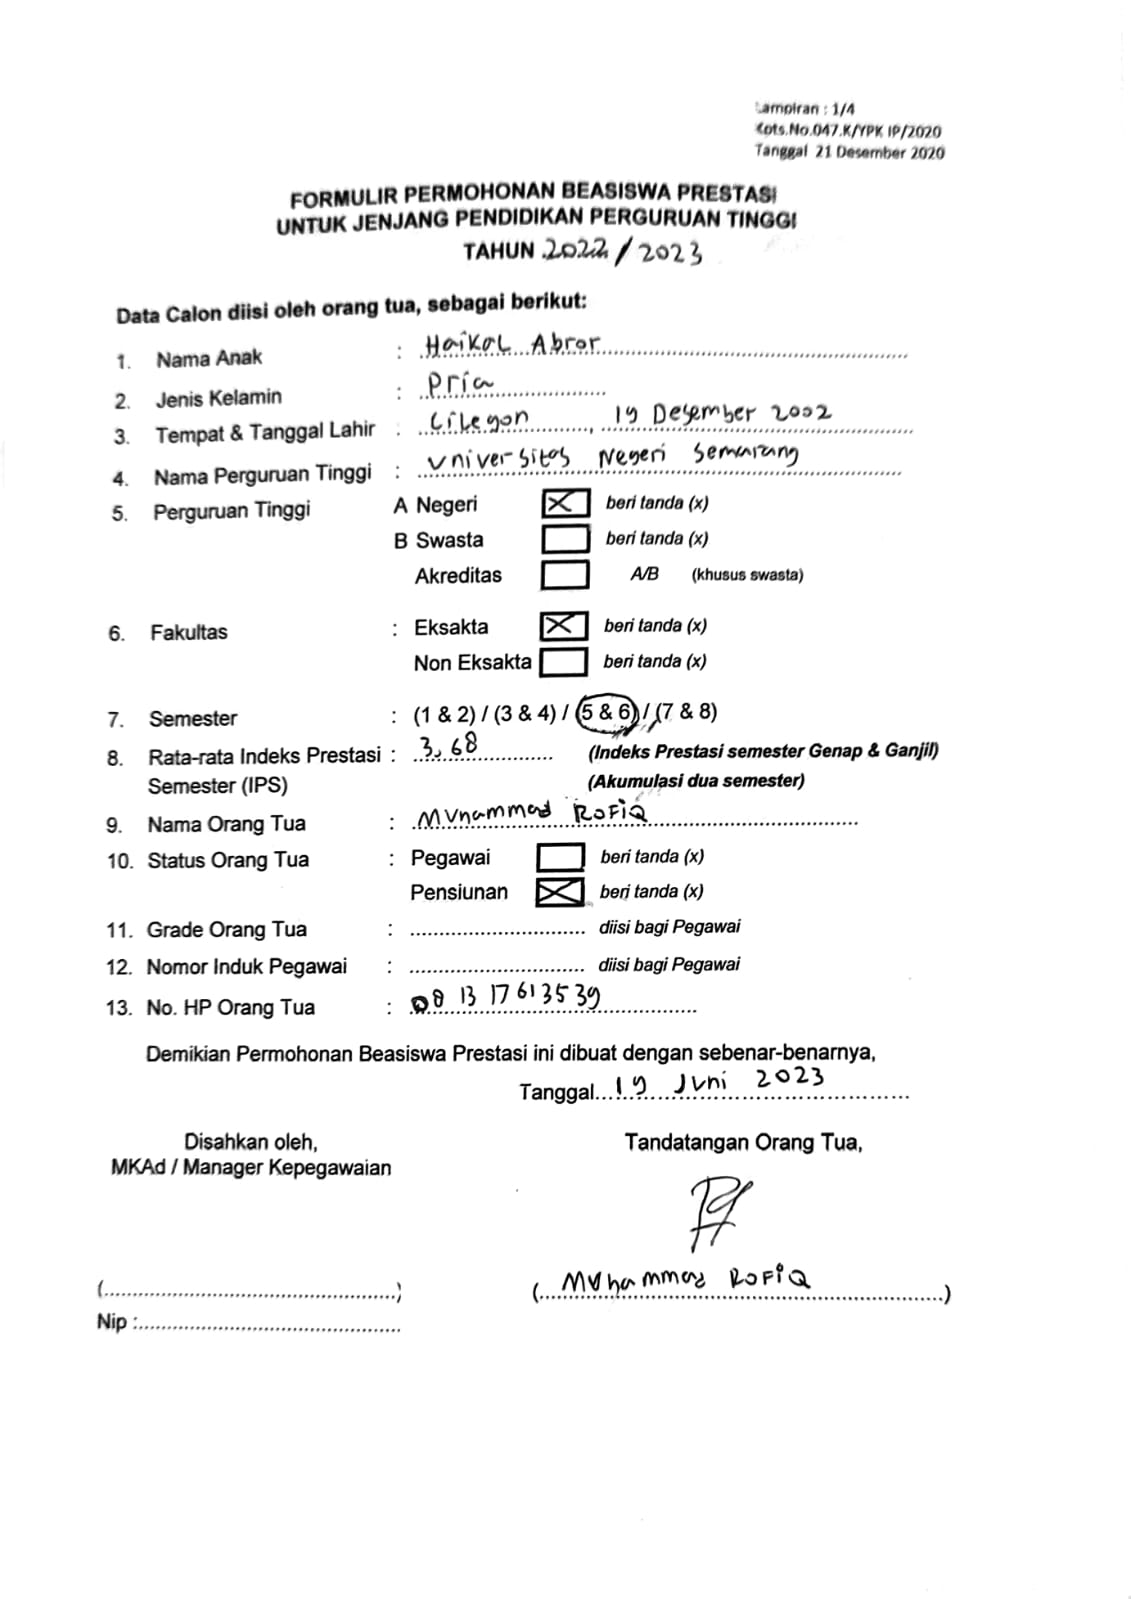 Lampiran : 1/4
Kpts.No.047.K/YPK IP/2020
Tanggal 21 Desember 2020
FORMULIR PERMOHONAN BEASISWA PRESTASI
UNTUK JENJANG PENDIDIKAN PERGURUAN TINGGI
TAHUN 2022/2023
Data Calon diisi oleh orang tua, sebagai berikut:
1. Nama Anak : Haikal Abror
2. Jenis Kelamin : Pria
3. Tempat & Tanggal Lahir : Cilegon, 19 Desember 2002
4. Nama Perguruan Tinggi : Universitas Negeri Semarang
5. Perguruan Tinggi A Negeri X beri tanda (x)
B Swasta beri tanda (x)
Akreditas A/B (khusus swasta)
6. Fakultas : Eksakta X beri tanda (x)
Non Eksakta beri tanda (x)
7. Semester : (1 & 2) / (3 & 4) / (5 & 6) / (7 & 8)
8. Rata-rata Indeks Prestasi : 3,68 (Indeks Prestasi semester Genap & Ganjil)
Semester (IPS) (Akumulasi dua semester)
9. Nama Orang Tua : Muhammad Rofiq
10. Status Orang Tua : Pegawai beri tanda (x)
Pensiunan X beri tanda (x)
11. Grade Orang Tua : .............................. diisi bagi Pegawai
12. Nomor Induk Pegawai : .............................. diisi bagi Pegawai
13. No. HP Orang Tua : 08 13 17613539
Demikian Permohonan Beasiswa Prestasi ini dibuat dengan sebenar-benarnya,
Tanggal 19 Juni 2023
Disahkan oleh, Tandatangan Orang Tua,
MKAd / Manager Kepegawaian
(..................................................) (Muhammad Rofiq)
Nip :.............................................